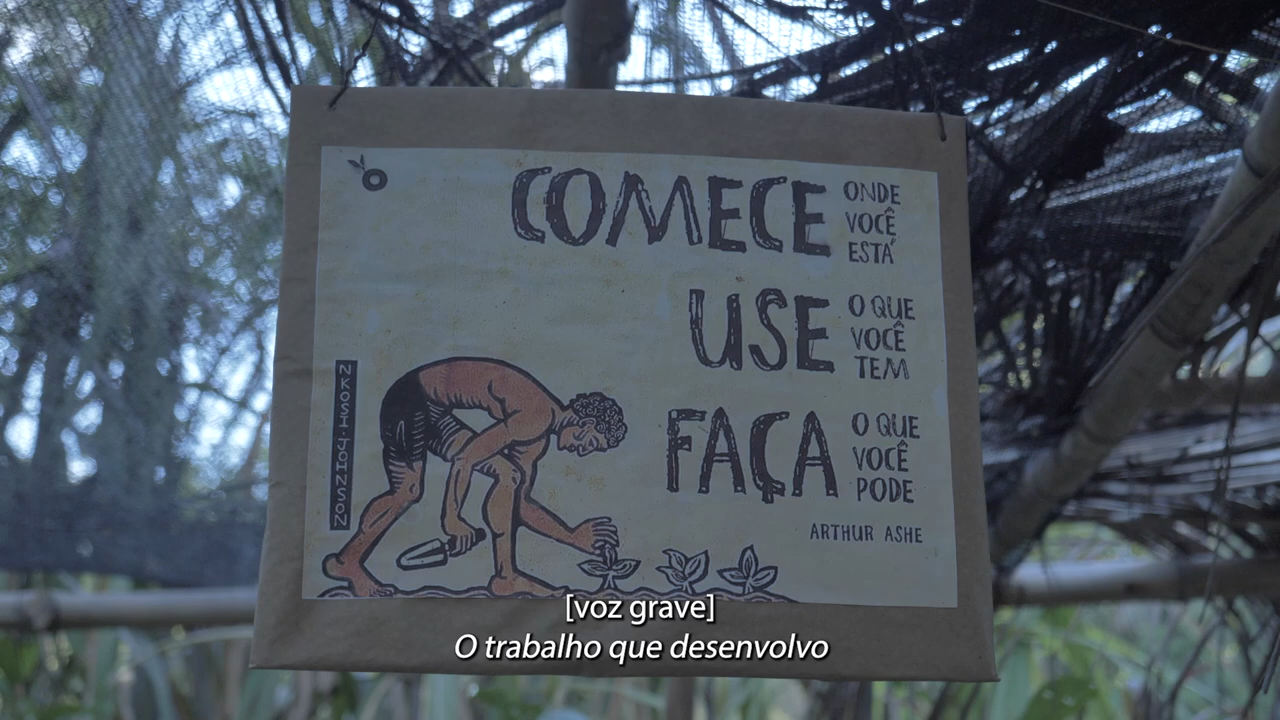 COMECE
ONDE
VOCÊ
ESTÁ
USE
O QUE
VOCÊ
TEM
FAÇA
O QUE
VOCÊ
PODE
ARTHUR ASHE
NKOSI JOHNSON
[voz grave]
O trabalho que desenvolvo